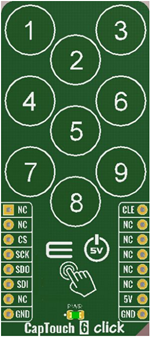 1 3
2
4 6
5
7 9
8
NC CLE
NC NC
CS NC
SCK NC
SDO NC
SDI NC
NC 5V
GND GND
5V
CapTouch 6 click